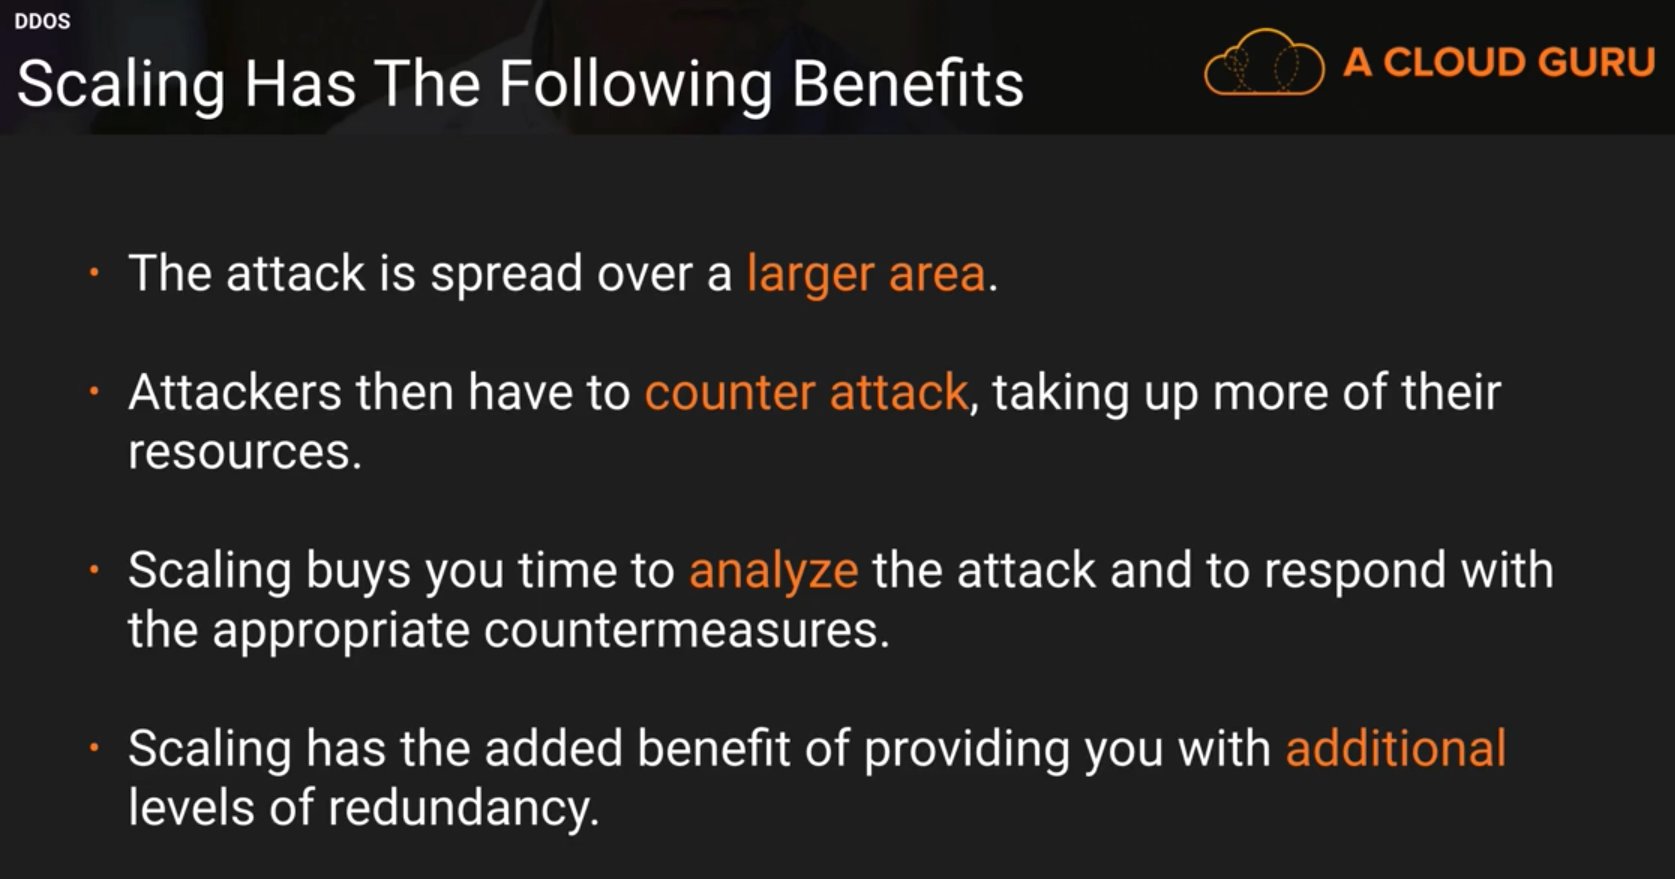 DDOS
Scaling Has The Following Benefits
A CLOUD GURU
• The attack is spread over a larger area.
• Attackers then have to counter attack, taking up more of their
resources.
• Scaling buys you time to analyze the attack and to respond with
the appropriate countermeasures.
• Scaling has the added benefit of providing you with additional
levels of redundancy.